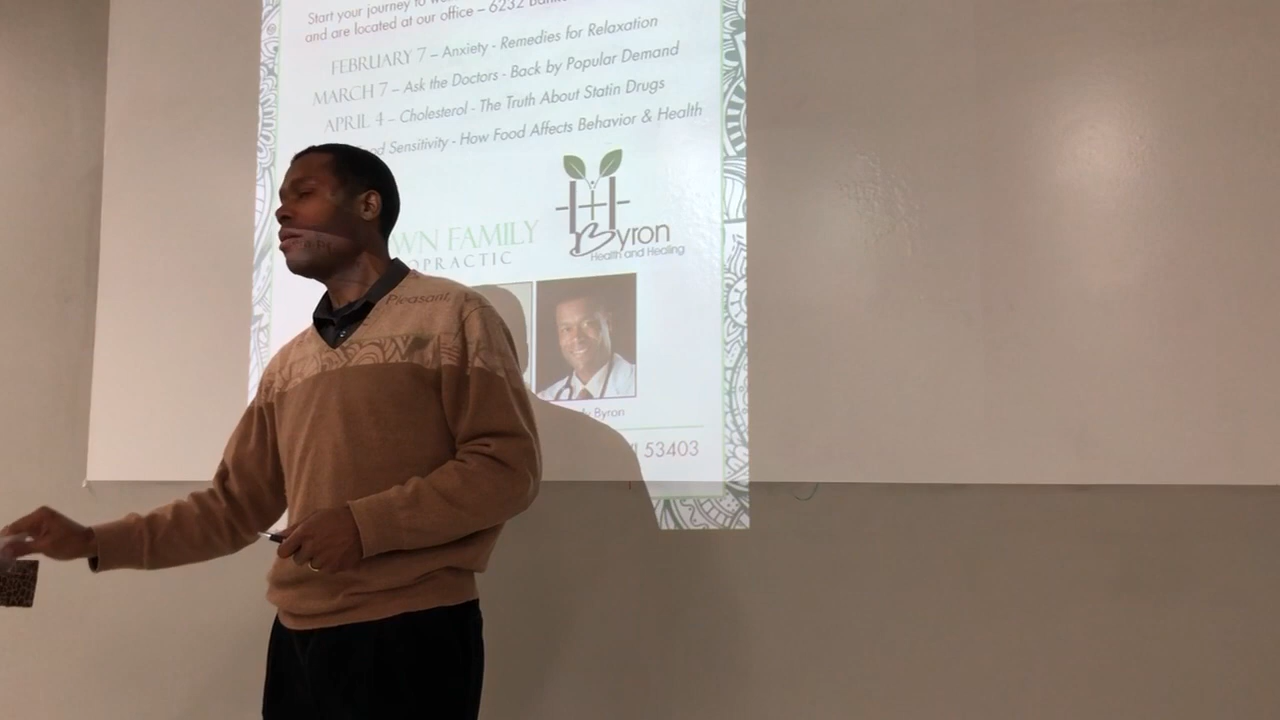 Start your journey to
and are located at our office – 6232
FEBRUARY 7 – Anxiety - Remedies for Relaxation
MARCH 7 – Ask the Doctors - Back by Popular Demand
APRIL 4 – Cholesterol - The Truth About Statin Drugs
Sensitivity - How Food Affects Behavior & Health
H
Byron
Health and Healing
WN FAMILY
OPRACTIC
Pleasant,
Byron
53403